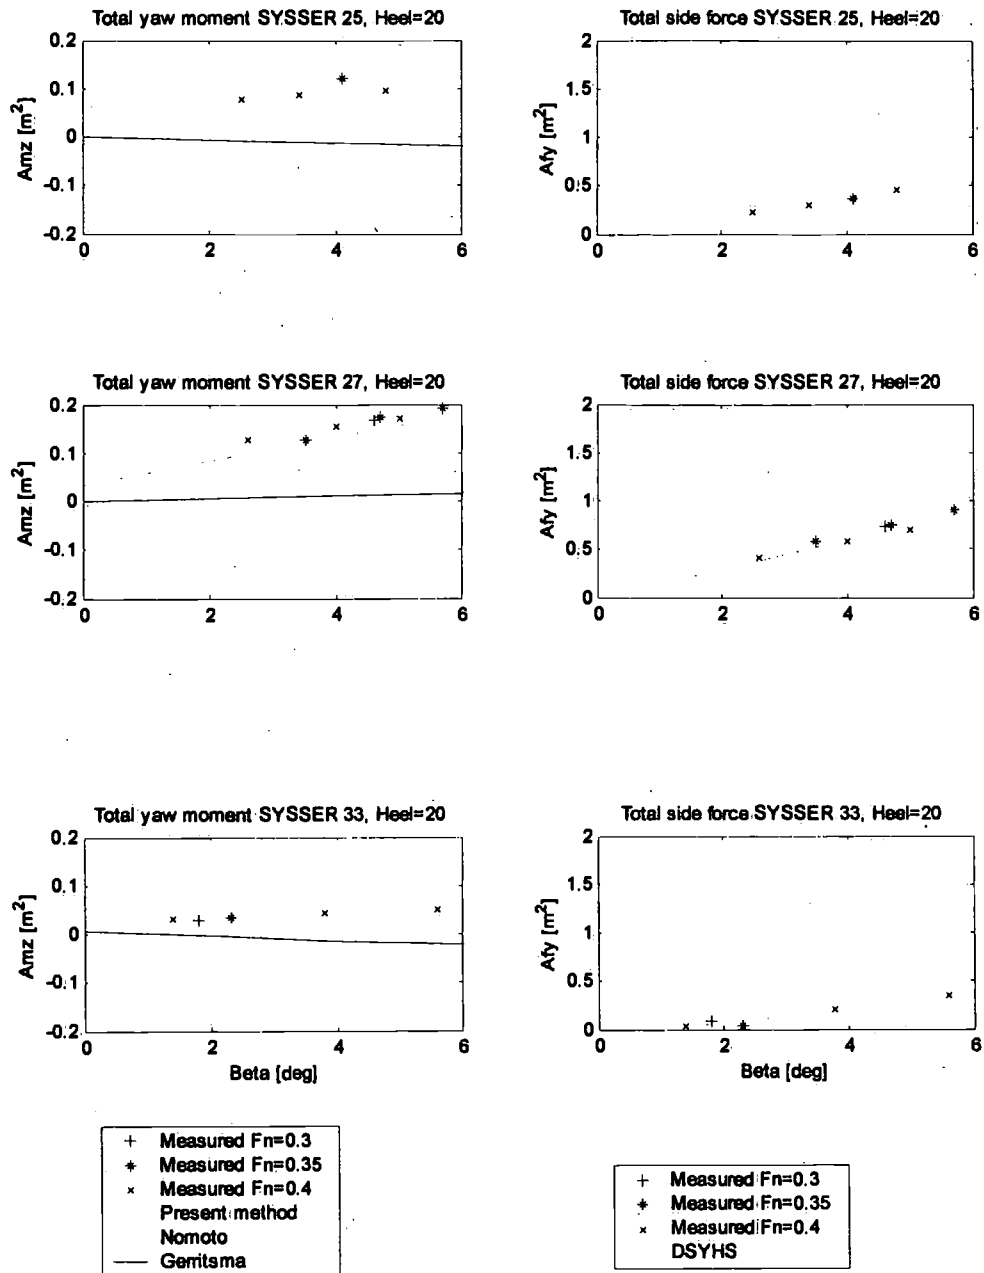 Total yaw moment SYSSER 25, Heel=20
0.2
0.1
0
-0.1
-0.2
Amz [m²]
0 2 4 6
Total side force SYSSER 25, Heel=20
2
1.5
1
0.5
0
Afy [m²]
0 2 4 6
Total yaw moment SYSSER 27, Heel=20
0.2
0.1
0
-0.1
-0.2
Amz [m²]
0 2 4 6
Total side force SYSSER 27, Heel=20
2
1.5
1
0.5
0
Afy [m²]
0 2 4 6
Total yaw moment SYSSER 33, Heel=20
0.2
0.1
0
-0.1
-0.2
Amz [m²]
0 2 4 6
Beta [deg]
Total side force SYSSER 33, Heel=20
2
1.5
1
0.5
0
Afy [m²]
0 2 4 6
Beta [deg]
+ Measured Fn=0.3
* Measured Fn=0.35
× Measured Fn=0.4
Present method
Nomoto
Gerritsma
+ Measured Fn=0.3
* Measured Fn=0.35
× Measured Fn=0.4
DSYHS